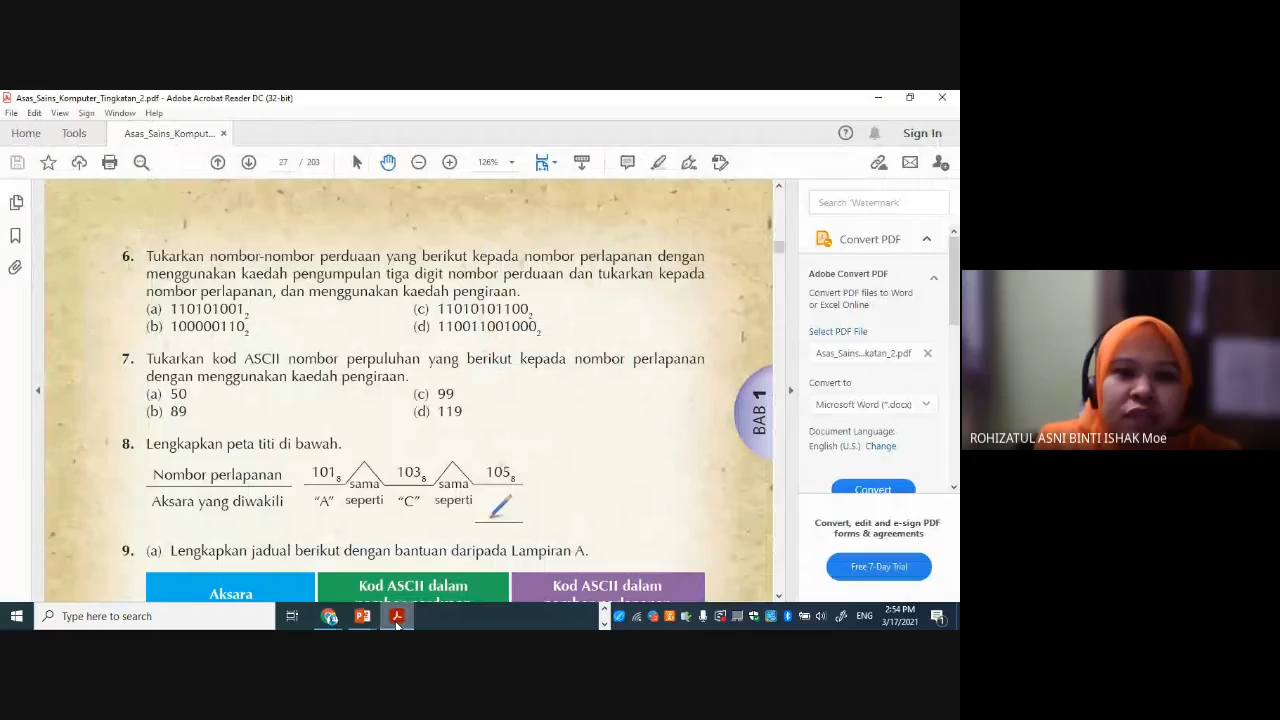 Asas_Sains_Komputer_Tingkatan_2.pdf - Adobe Acrobat Reader DC (32-bit)
File Edit View Sign Window Help
Home Tools Asas_Sains_Komput... × Sign In
27 / 203 126%
Search 'Watermark'
Convert PDF
Adobe Convert PDF
Convert PDF files to Word
or Excel Online
Select PDF File
Asas_Sains...katan_2.pdf
Convert to
Microsoft Word (*.docx)
Document Language:
English (U.S.) Change
Convert
Convert, edit and e-sign PDF
forms & agreements
Free 7-Day Trial
6. Tukarkan nombor-nombor perduaan yang berikut kepada nombor perlapanan dengan
menggunakan kaedah pengumpulan tiga digit nombor perduaan dan tukarkan kepada
nombor perlapanan, dan menggunakan kaedah pengiraan.
(a) 110101001₂ (c) 11010101100₂
(b) 100000110₂ (d) 110011001000₂
7. Tukarkan kod ASCII nombor perpuluhan yang berikut kepada nombor perlapanan
dengan menggunakan kaedah pengiraan.
(a) 50 (c) 99
(b) 89 (d) 119
8. Lengkapkan peta titi di bawah.
Nombor perlapanan 101₈ 103₈ 105₈
sama sama
Aksara yang diwakili “A” seperti “C” seperti
9. (a) Lengkapkan jadual berikut dengan bantuan daripada Lampiran A.
Aksara Kod ASCII dalam Kod ASCII dalam
BAB 1
ROHIZATUL ASNI BINTI ISHAK Moe
Type here to search
ENG
2:54 PM
3/17/2021
1